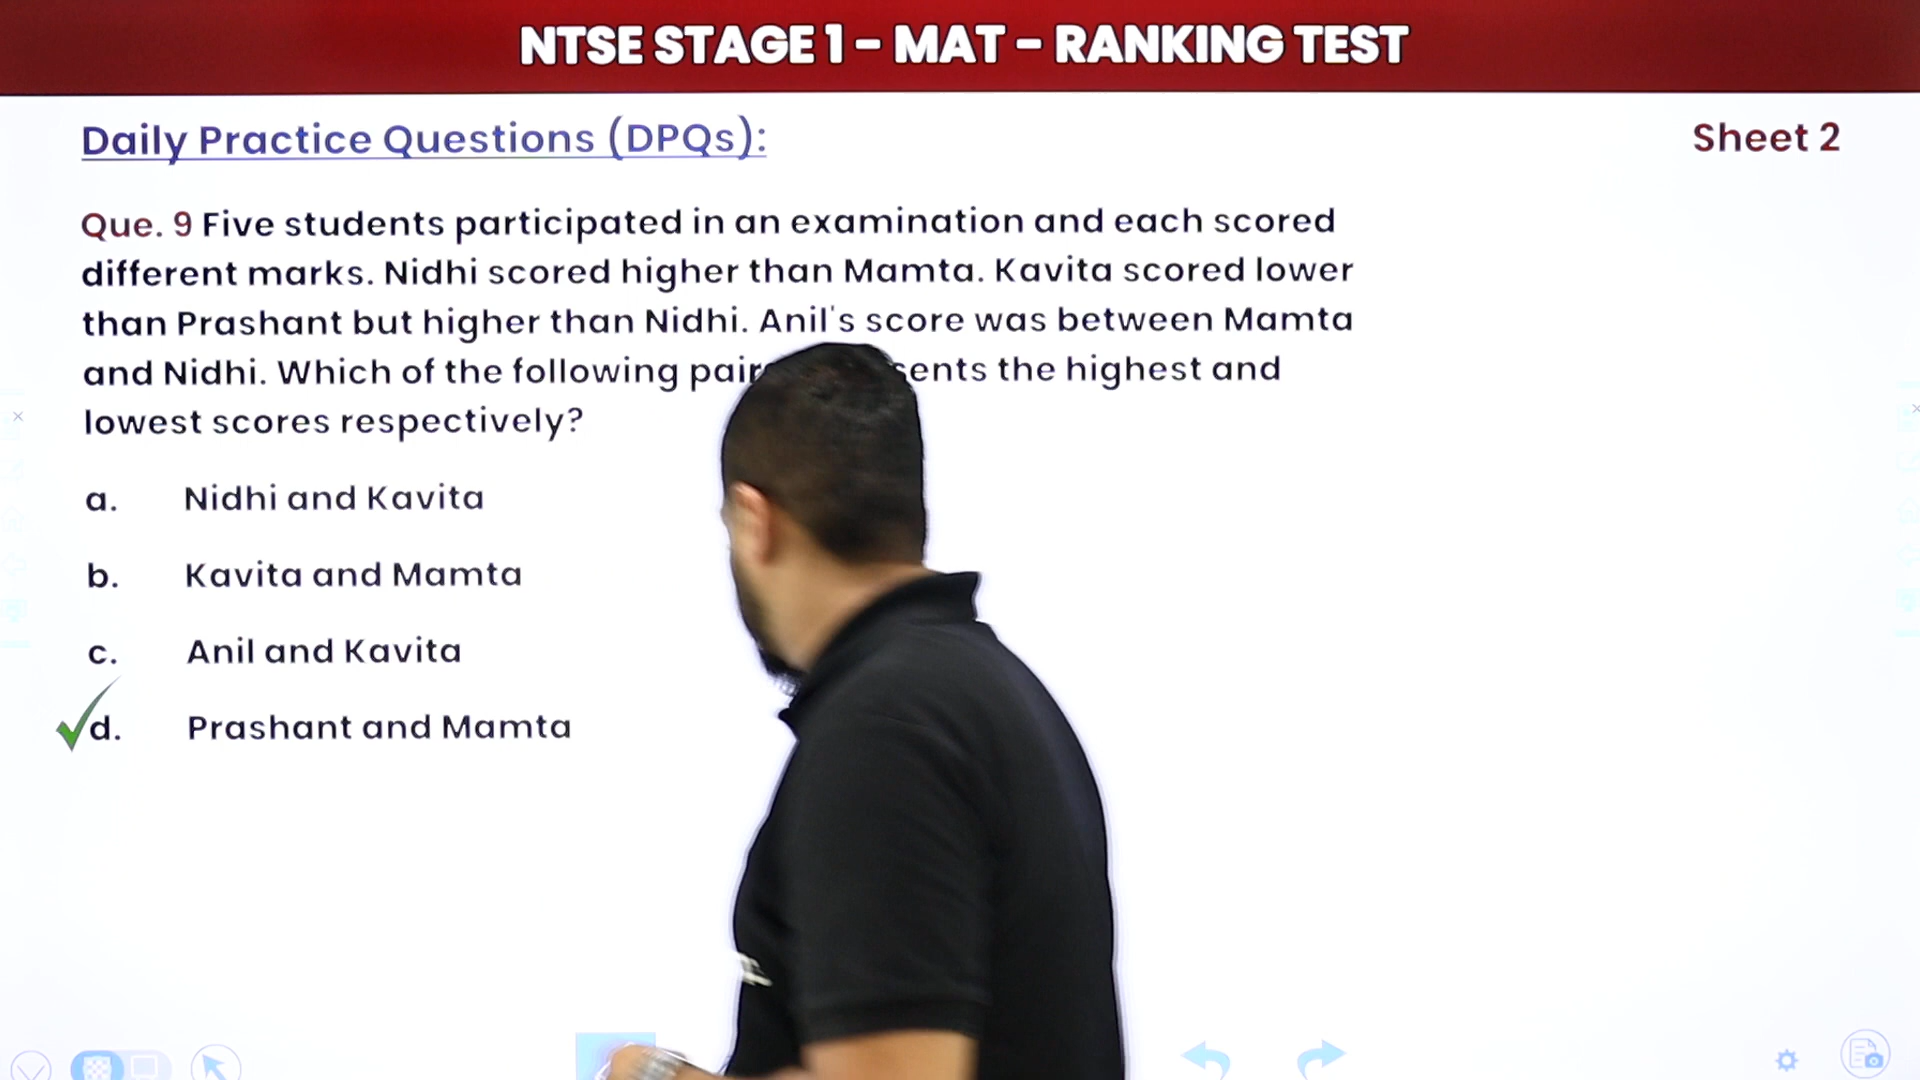 NTSE STAGE 1 - MAT - RANKING TEST
Daily Practice Questions (DPQs):
Sheet 2
Que. 9 Five students participated in an examination and each scored
different marks. Nidhi scored higher than Mamta. Kavita scored lower
than Prashant but higher than Nidhi. Anil's score was between Mamta
and Nidhi. Which of the following the highest and
lowest scores respectively?
a. Nidhi and Kavita
b. Kavita and Mamta
c. Anil and Kavita
d. Prashant and Mamta